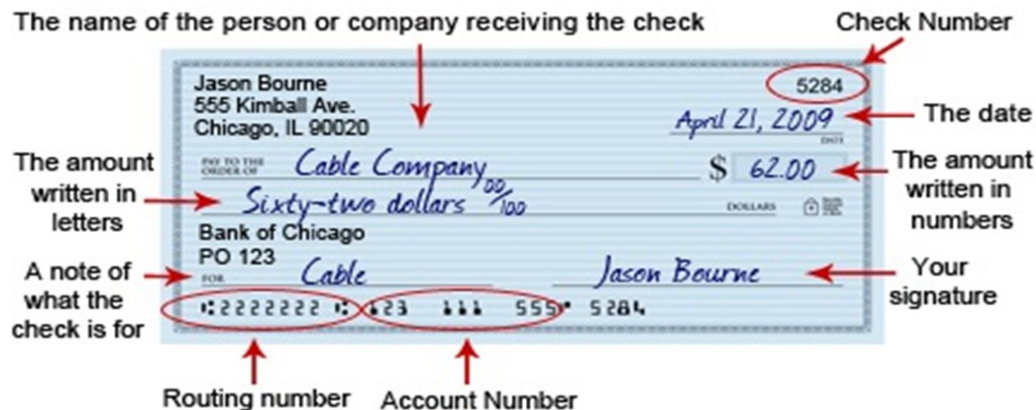 The name of the person or company receiving the check
Check Number
Jason Bourne
5284
555 Kimball Ave.
Chicago, IL 90020
April 21, 2009
The date
DATE
The amount written in letters
PAY TO THE ORDER OF
Cable Company
$ 62.00
The amount written in numbers
Sixty-two dollars 00/100
DOLLARS
Bank of Chicago
PO 123
A note of what the check is for
FOR
Cable
Jason Bourne
Your signature
⑆2222222⑆ 123 111 555⑈ 5284
Routing number
Account Number